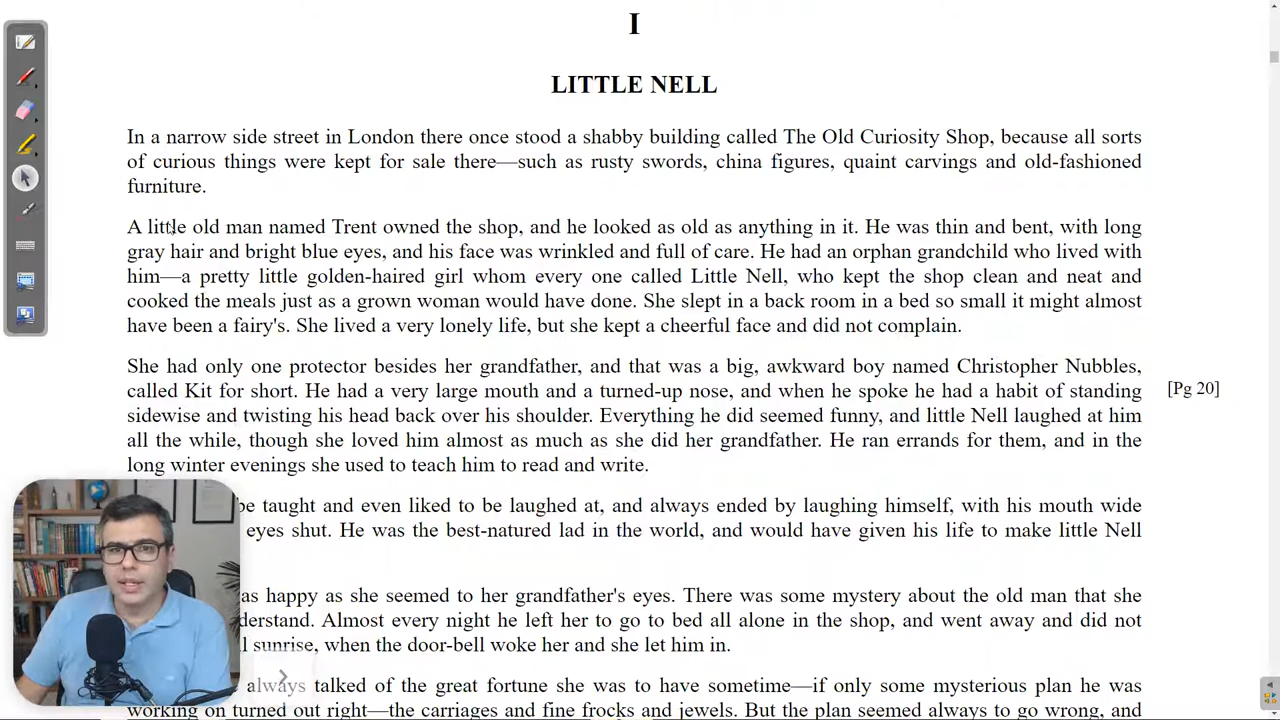 I
LITTLE NELL
In a narrow side street in London there once stood a shabby building called The Old Curiosity Shop, because all sorts
of curious things were kept for sale there—such as rusty swords, china figures, quaint carvings and old-fashioned
furniture.
A little old man named Trent owned the shop, and he looked as old as anything in it. He was thin and bent, with long
gray hair and bright blue eyes, and his face was wrinkled and full of care. He had an orphan grandchild who lived with
him—a pretty little golden-haired girl whom every one called Little Nell, who kept the shop clean and neat and
cooked the meals just as a grown woman would have done. She slept in a back room in a bed so small it might almost
have been a fairy's. She lived a very lonely life, but she kept a cheerful face and did not complain.
She had only one protector besides her grandfather, and that was a big, awkward boy named Christopher Nubbles,
called Kit for short. He had a very large mouth and a turned-up nose, and when he spoke he had a habit of standing
[Pg 20]
sidewise and twisting his head back over his shoulder. Everything he did seemed funny, and little Nell laughed at him
all the while, though she loved him almost as much as she did her grandfather. He ran errands for them, and in the
long winter evenings she used to teach him to read and write.
be taught and even liked to be laughed at, and always ended by laughing himself, with his mouth wide
eyes shut. He was the best-natured lad in the world, and would have given his life to make little Nell
as happy as she seemed to her grandfather's eyes. There was some mystery about the old man that she
derstand. Almost every night he left her to go to bed all alone in the shop, and went away and did not
l sunrise, when the door-bell woke her and she let him in.
always talked of the great fortune she was to have sometime—if only some mysterious plan he was
working on turned out right—the carriages and fine frocks and jewels. But the plan seemed always to go wrong, and